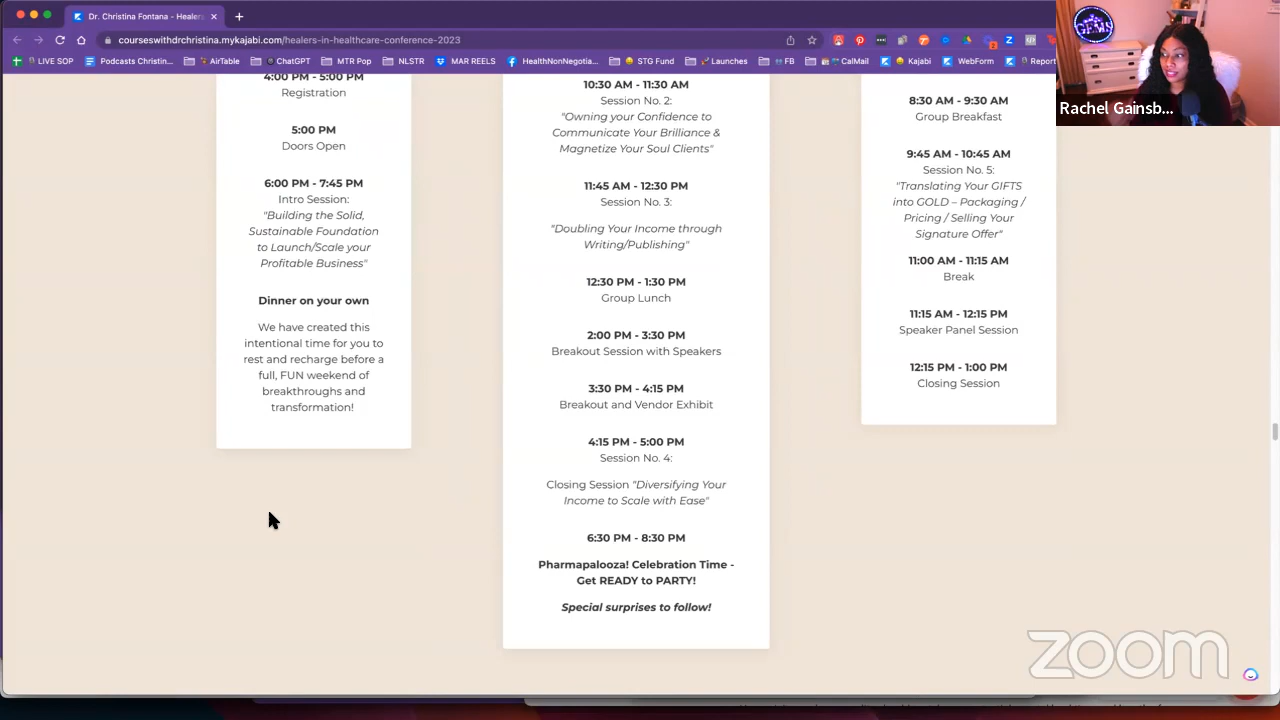 Dr. Christina Fontana - Healers
courseswithdrchristina.mykajabi.com/healers-in-healthcare-conference-2023
LIVE SOP
Podcasts Christin...
AirTable
ChatGPT
MTR Pop
NLSTR
MAR REELS
HealthNonNegotia...
STG Fund
Launches
FB
CalMail
Kajabi
WebForm
Report
GEMS
Rachel Gainsb...
4:00 PM - 5:00 PM
Registration
5:00 PM
Doors Open
6:00 PM - 7:45 PM
Intro Session:
"Building the Solid,
Sustainable Foundation
to Launch/Scale your
Profitable Business"
Dinner on your own
We have created this
intentional time for you to
rest and recharge before a
full, FUN weekend of
breakthroughs and
transformation!
10:30 AM - 11:30 AM
Session No. 2:
"Owning your Confidence to
Communicate Your Brilliance &
Magnetize Your Soul Clients"
11:45 AM - 12:30 PM
Session No. 3:
"Doubling Your Income through
Writing/Publishing"
12:30 PM - 1:30 PM
Group Lunch
2:00 PM - 3:30 PM
Breakout Session with Speakers
3:30 PM - 4:15 PM
Breakout and Vendor Exhibit
4:15 PM - 5:00 PM
Session No. 4:
Closing Session "Diversifying Your
Income to Scale with Ease"
6:30 PM - 8:30 PM
Pharmapalooza! Celebration Time -
Get READY to PARTY!
Special surprises to follow!
8:30 AM - 9:30 AM
Group Breakfast
9:45 AM - 10:45 AM
Session No. 5:
"Translating Your GIFTS
into GOLD – Packaging /
Pricing / Selling Your
Signature Offer"
11:00 AM - 11:15 AM
Break
11:15 AM - 12:15 PM
Speaker Panel Session
12:15 PM - 1:00 PM
Closing Session
zoom